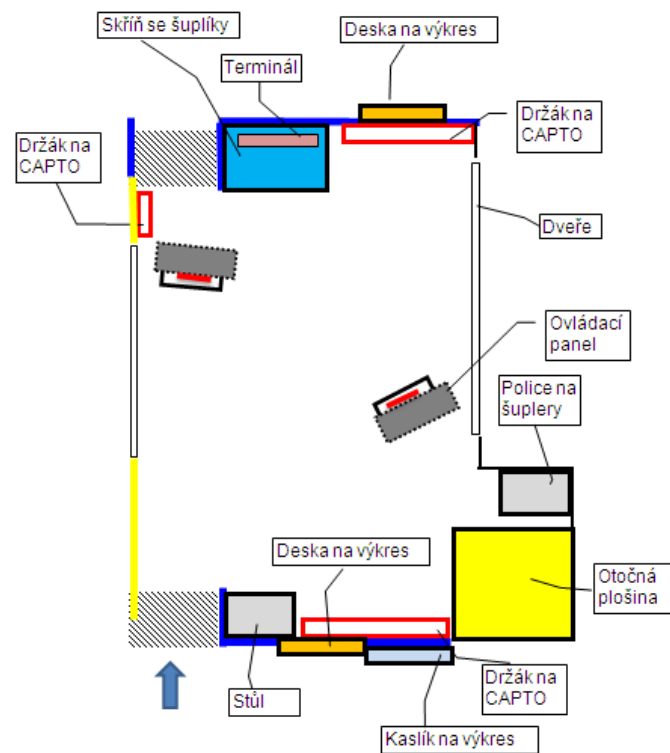 Skříň se šuplíky
Deska na výkres
Terminál
Držák na
CAPTO
Držák na
CAPTO
Dveře
Ovládací
panel
Police na
šuplery
Deska na výkres
Otočná
plošina
Stůl
Držák na
CAPTO
Kaslík na výkres